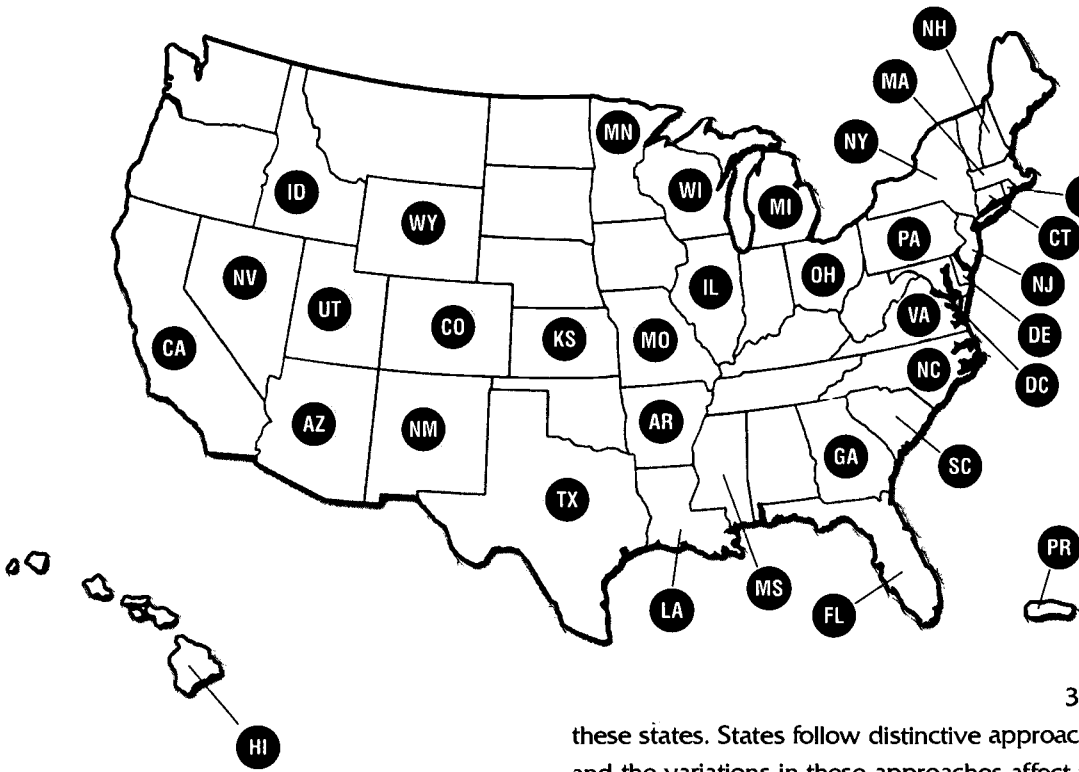 NH
MA
MN
NY
WI
ID
MI
WY
PA
CT
NV
OH
NJ
IL
UT
VA
CO
DE
KS
MO
CA
NC
DC
AR
AZ
NM
GA
SC
TX
PR
MS
LA
FL
3
these states. States follow distinctive
HI